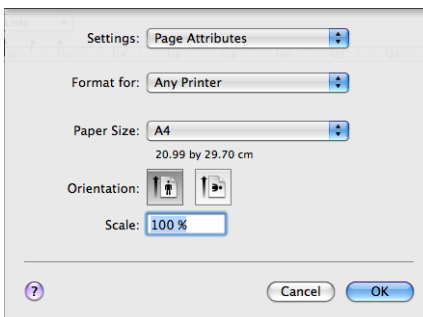 Settings: Page Attributes
Format for: Any Printer
Paper Size: A4
20.99 by 29.70 cm
Orientation:
Scale: 100 %
? Cancel OK